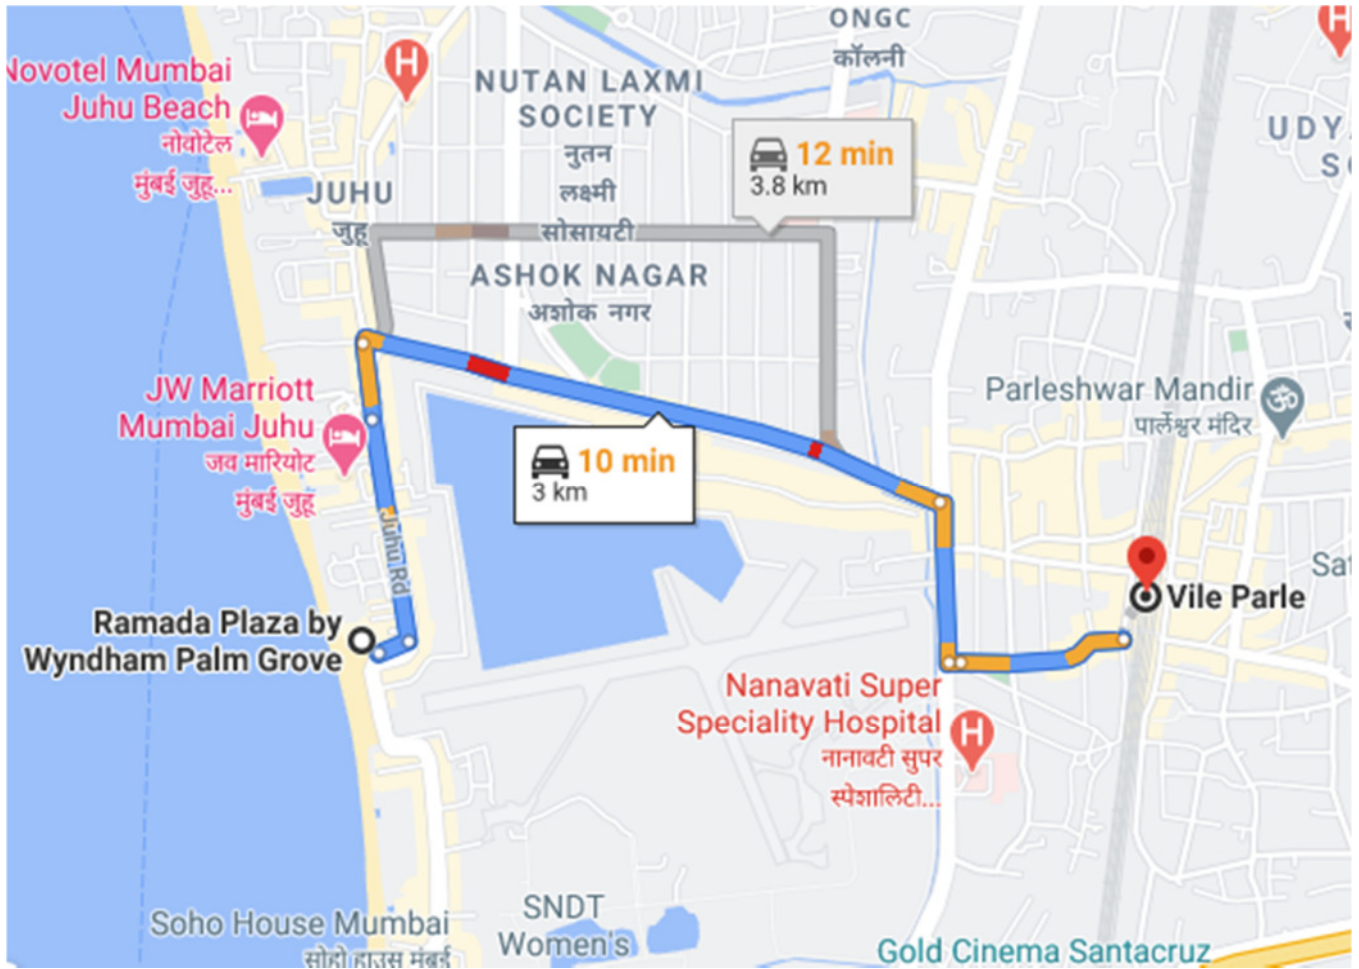 ONGC
कॉलनी
Novotel Mumbai
Juhu Beach
नोवोटेल
मुंबई जुहू...
NUTAN LAXMI
SOCIETY
नुतन
लक्ष्मी
सोसायटी
12 min
3.8 km
JUHU
जुहू
ASHOK NAGAR
अशोक नगर
JW Marriott
Mumbai Juhu
जव मारियोट
मुंबई जुहू
10 min
3 km
Parleshwar Mandir
पार्लेश्वर मंदिर
Juhu Rd
Vile Parle
Ramada Plaza by
Wyndham Palm Grove
Nanavati Super
Speciality Hospital
नानावटी सुपर
स्पेशालिटी...
Soho House Mumbai
सोहो हाउस मुंबई
SNDT
Women's
Gold Cinema Santacruz